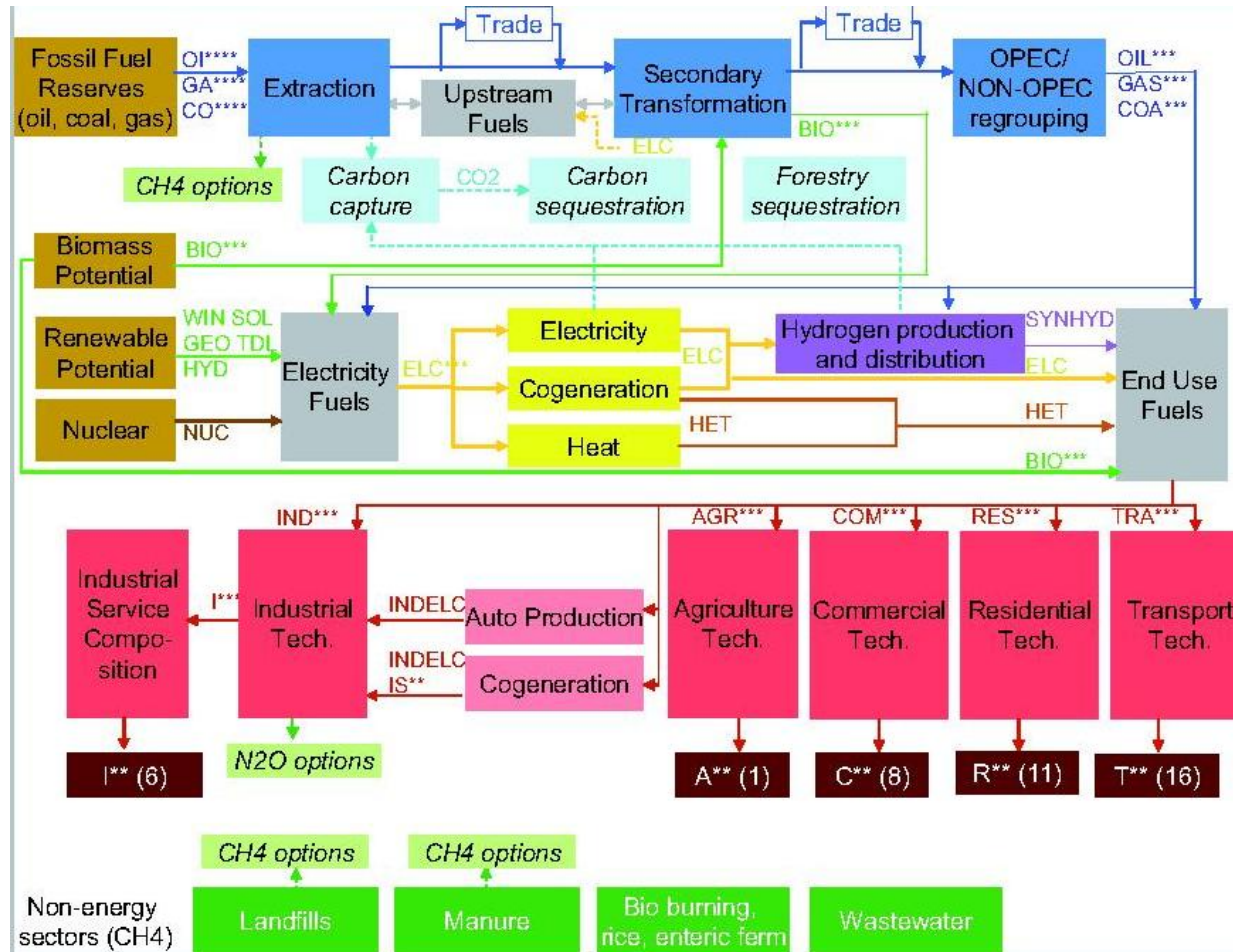 Trade
Trade
Fossil Fuel
Reserves
(oil, coal, gas)
OI****
GA****
CO****
Extraction
Upstream
Fuels
Secondary
Transformation
OPEC/
NON-OPEC
regrouping
OIL***
GAS***
COA***
BIO***
ELC
CH4 options
Carbon
capture
CO2
Carbon
sequestration
Forestry
sequestration
Biomass
Potential
BIO***
Renewable
Potential
WIN SOL
GEO TDL
HYD
Nuclear
NUC
Electricity
Fuels
ELC***
Electricity
Cogeneration
Heat
ELC
HET
Hydrogen production
and distribution
SYNHYD
ELC
HET
BIO***
End Use
Fuels
IND***
AGR***
COM***
RES***
TRA***
Industrial
Service
Compo-
sition
I***
Industrial
Tech.
INDELC
Auto Production
INDELC
IS**
Cogeneration
Agriculture
Tech.
Commercial
Tech.
Residential
Tech.
Transport
Tech.
I** (6)
N2O options
A** (1)
C** (8)
R** (11)
T** (16)
CH4 options
CH4 options
Non-energy
sectors (CH4)
Landfills
Manure
Bio burning,
rice, enteric ferm
Wastewater